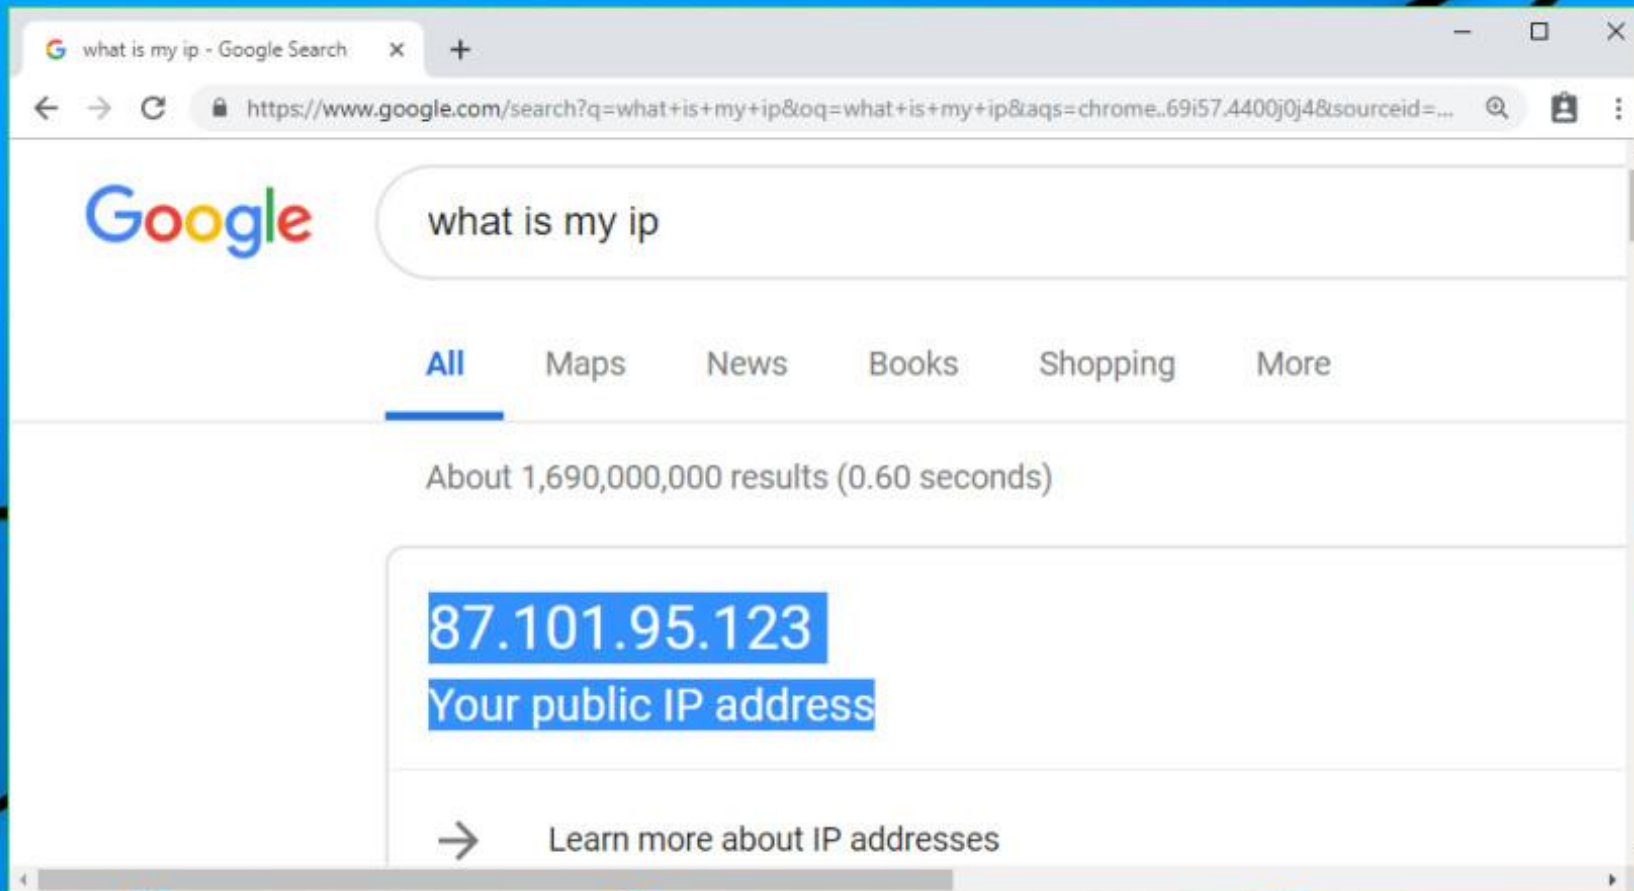 what is my ip - Google Search
https://www.google.com/search?q=what+is+my+ip&oq=what+is+my+ip&aqs=chrome..69i57.4400j0j4&sourceid=...
Google what is my ip
All Maps News Books Shopping More
About 1,690,000,000 results (0.60 seconds)
87.101.95.123
Your public IP address
Learn more about IP addresses